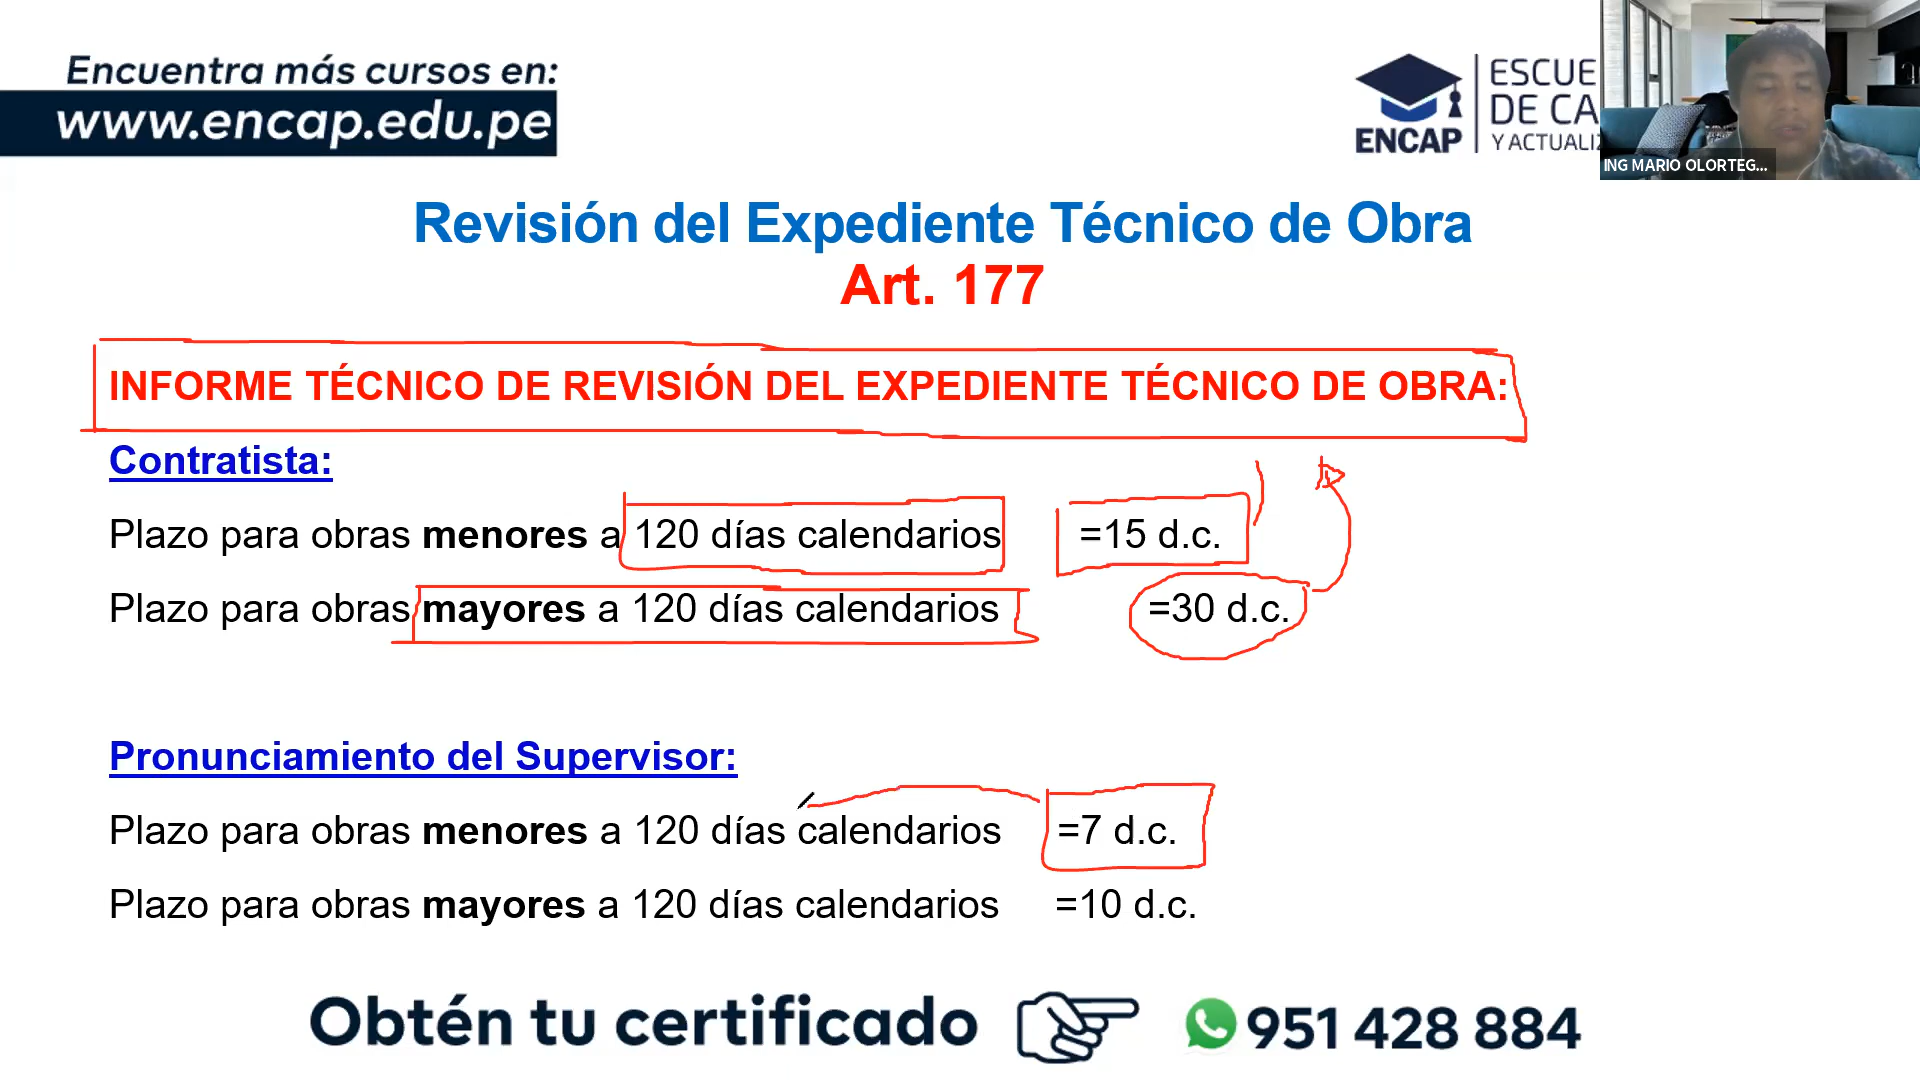 Encuentra más cursos en:
www.encap.edu.pe
ENCAP
ESCUE
DE CA
Y ACTUALIZ
ING MARIO OLORTEG...
Revisión del Expediente Técnico de Obra
Art. 177
INFORME TÉCNICO DE REVISIÓN DEL EXPEDIENTE TÉCNICO DE OBRA:
Contratista:
Plazo para obras menores a 120 días calendarios =15 d.c.
Plazo para obras mayores a 120 días calendarios =30 d.c.
Pronunciamiento del Supervisor:
Plazo para obras menores a 120 días calendarios =7 d.c.
Plazo para obras mayores a 120 días calendarios =10 d.c.
Obtén tu certificado 951 428 884